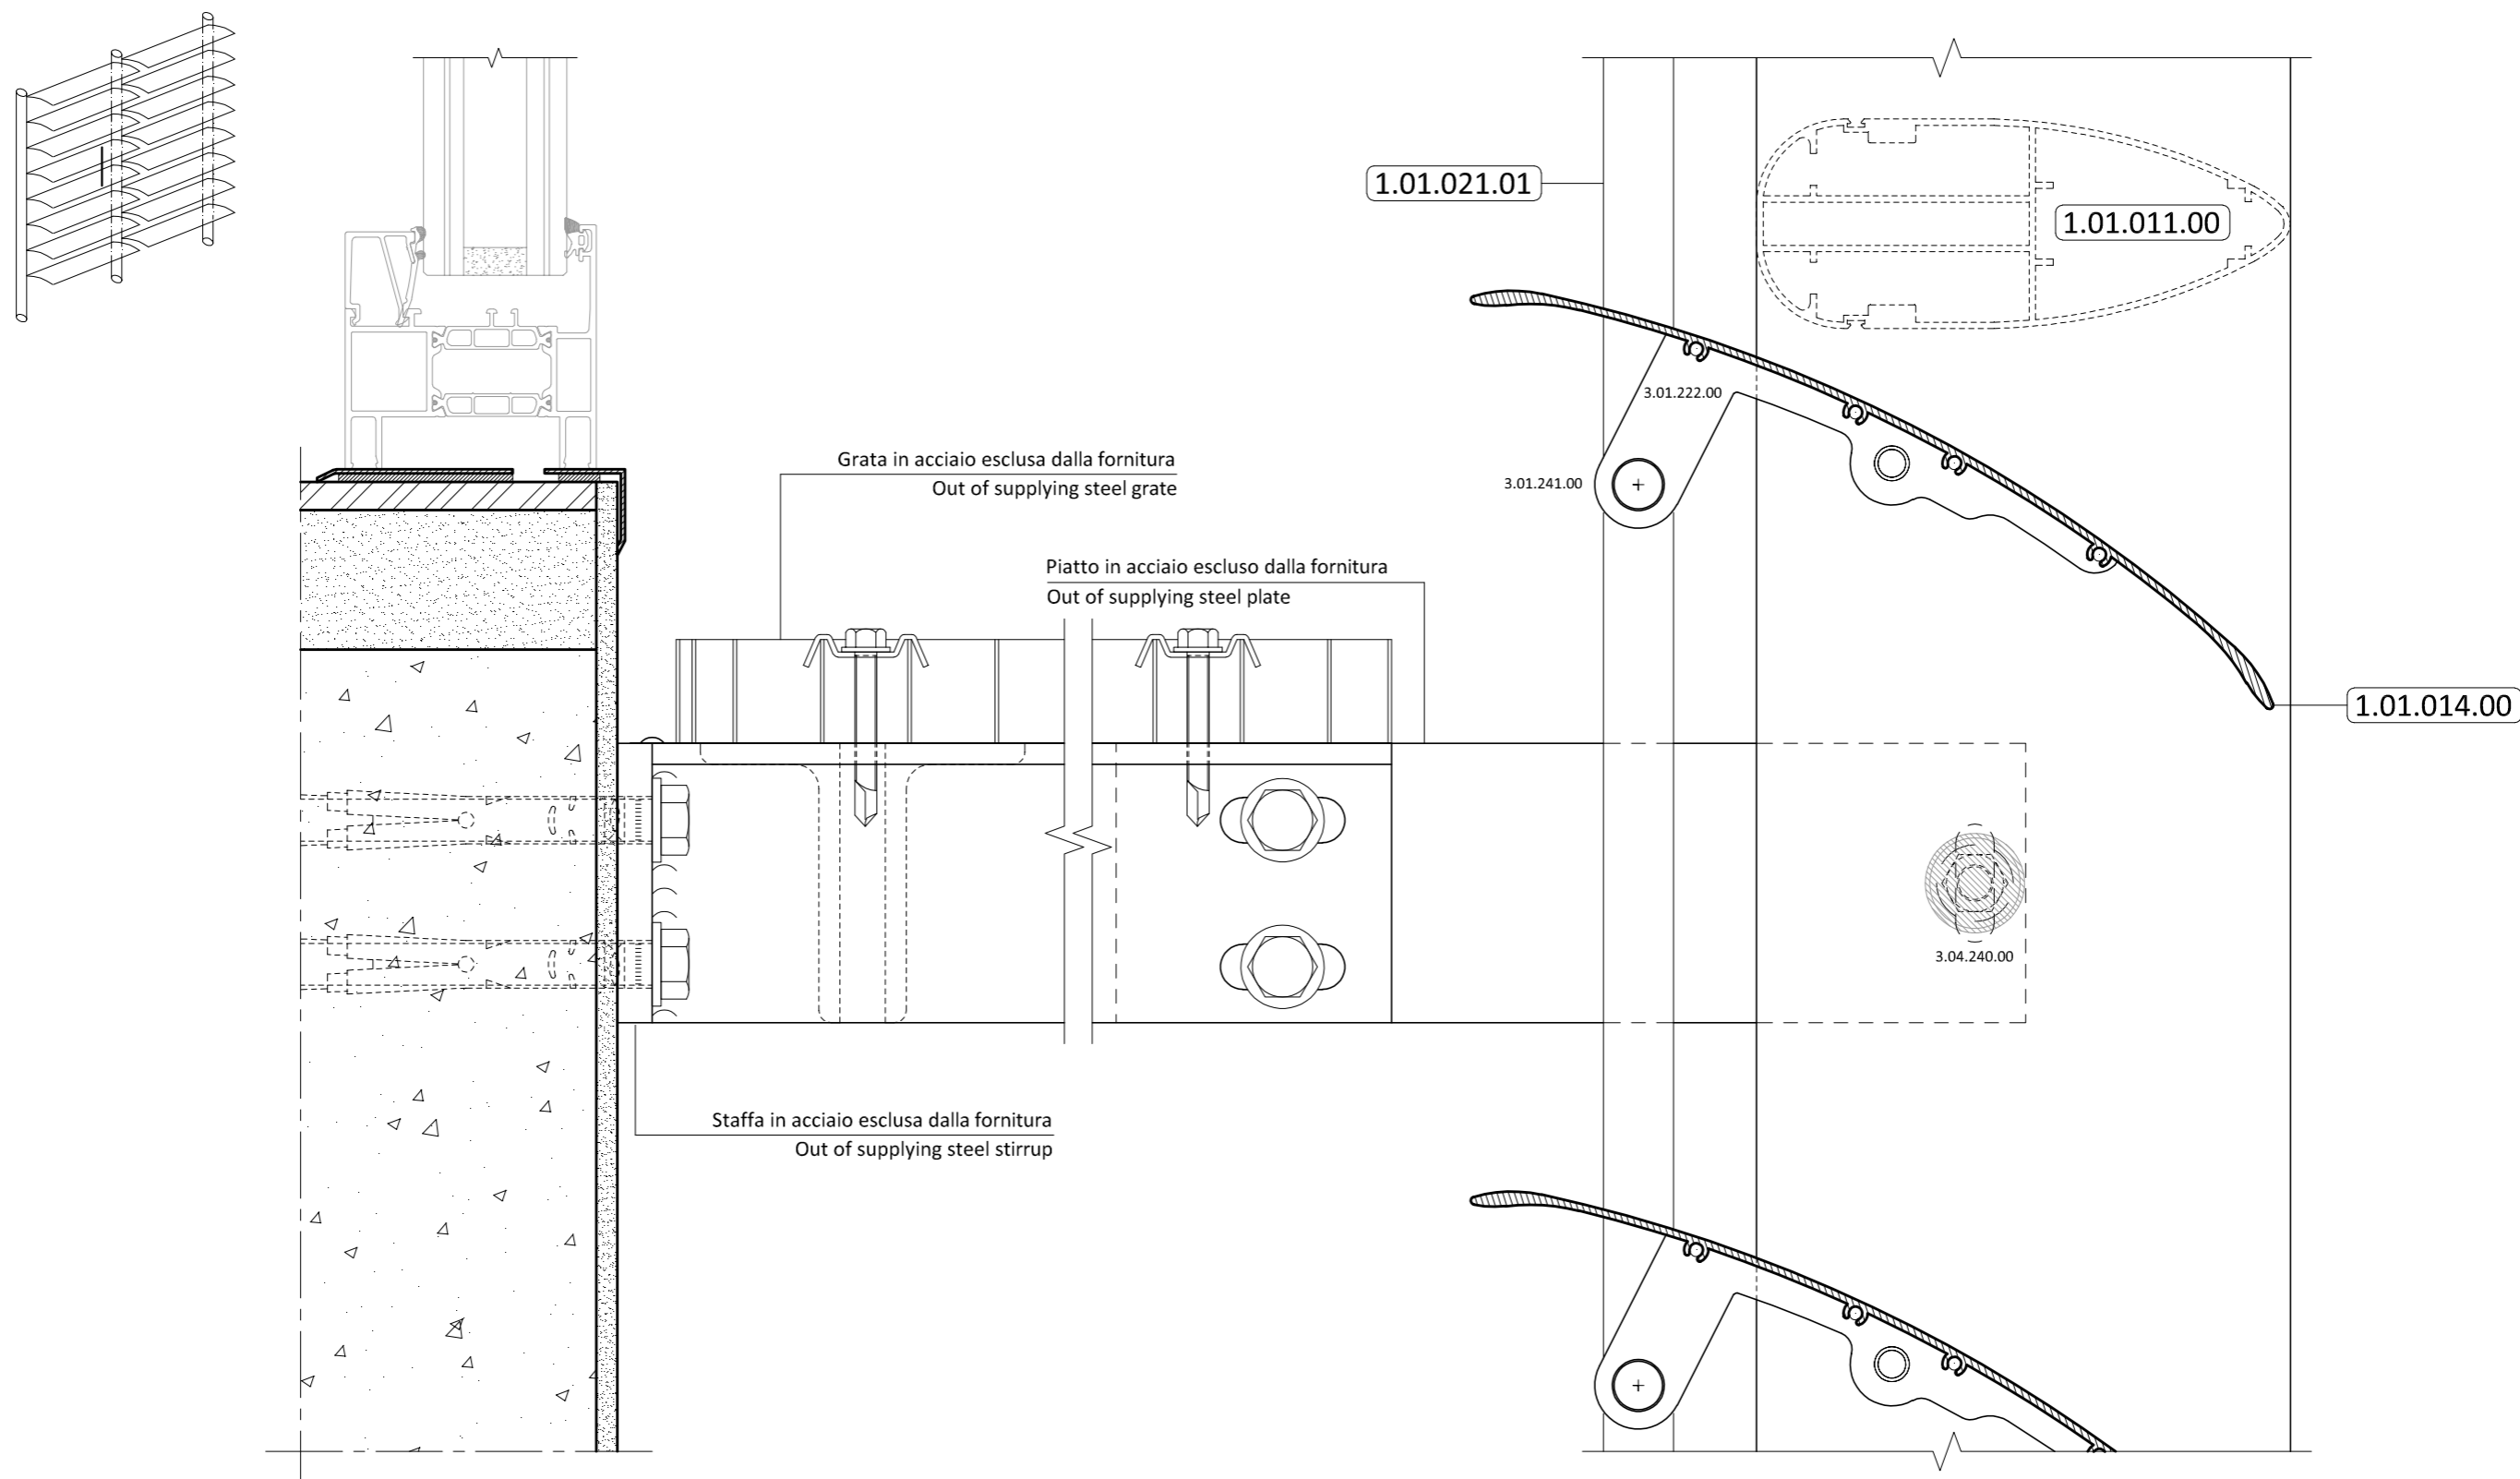 1.01.021.01
1.01.011.00
3.01.222.00
3.01.241.00
Grata in acciaio esclusa dalla fornitura
Out of supplying steel grate
Piatto in acciaio escluso dalla fornitura
Out of supplying steel plate
1.01.014.00
3.04.240.00
Staffa in acciaio esclusa dalla fornitura
Out of supplying steel stirrup